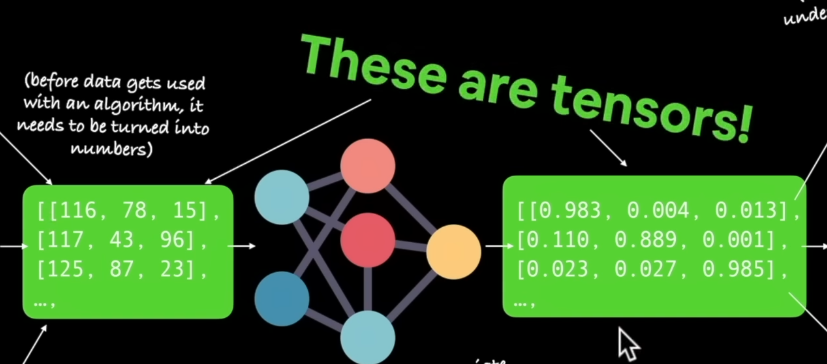 unde
These are tensors!
(before data gets used
with an algorithm, it
needs to be turned into
numbers)
[[116, 78, 15],
[117, 43, 96],
[125, 87, 23],
…,
[[0.983, 0.004, 0.013],
[0.110, 0.889, 0.001],
[0.023, 0.027, 0.985],
…,